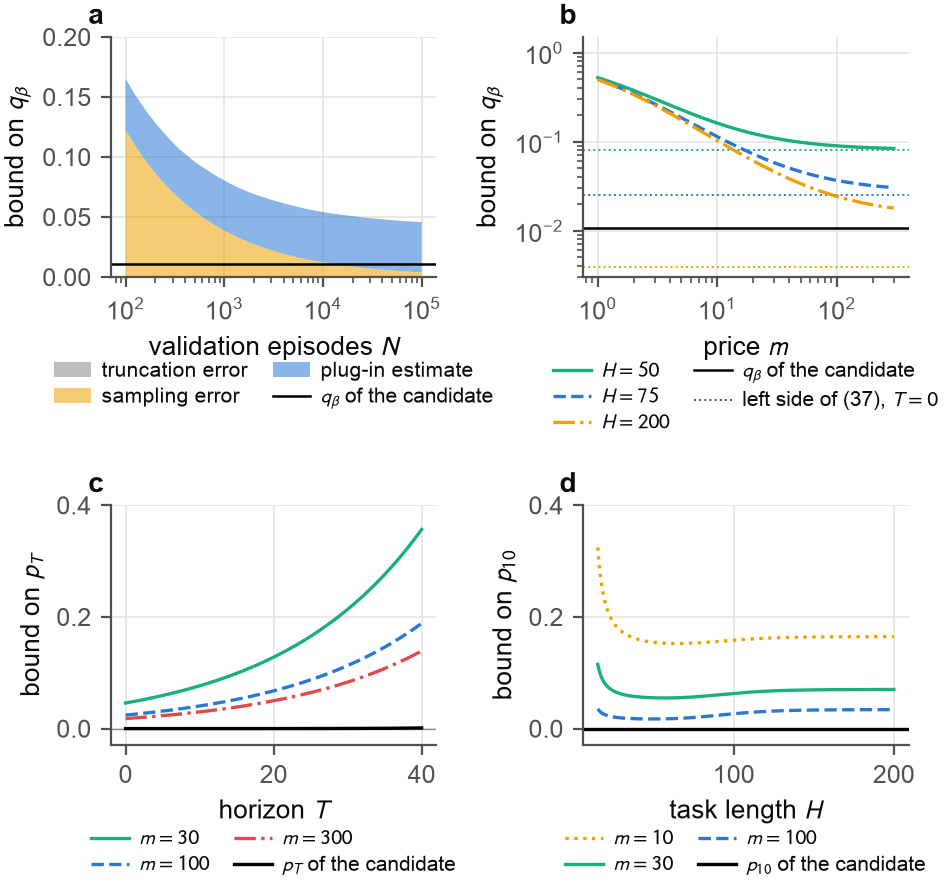 a
bound on qβ
0.20
0.15
0.10
0.05
0.00
10² 10³ 10⁴ 10⁵
validation episodes N
truncation error
plug-in estimate
sampling error
qβ of the candidate
b
bound on qβ
10⁰
10⁻¹
10⁻²
10⁰ 10¹ 10²
price m
H = 50
qβ of the candidate
H = 75
left side of (37), T = 0
H = 200
c
bound on pT
0.4
0.2
0.0
0 20 40
horizon T
m = 30
m = 300
m = 100
pT of the candidate
d
bound on p10
0.4
0.2
0.0
100 200
task length H
m = 10
m = 100
m = 30
p10 of the candidate